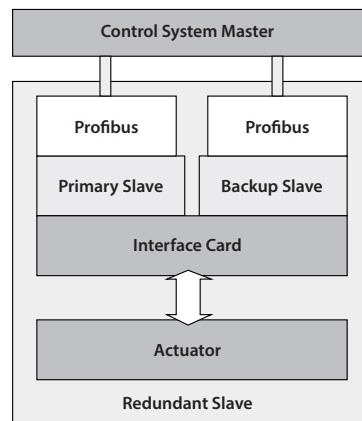 Control System Master
Profibus Profibus
Primary Slave Backup Slave
Interface Card
Actuator
Redundant Slave